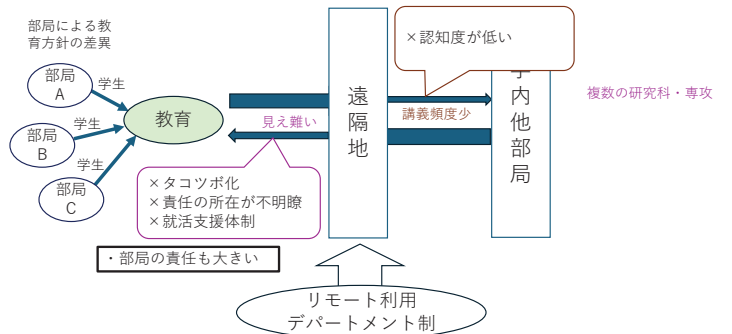 部局による教
育方針の差異
部局
A
学生
部局
B
学生
部局
C
学生
教育
見え難い
×タコツボ化
×責任の所在が不明瞭
×就活支援体制
・部局の責任も大きい
遠隔地
×認知度が低い
講義頻度少
内他部局
複数の研究科・専攻
リモート利用
デパートメント制